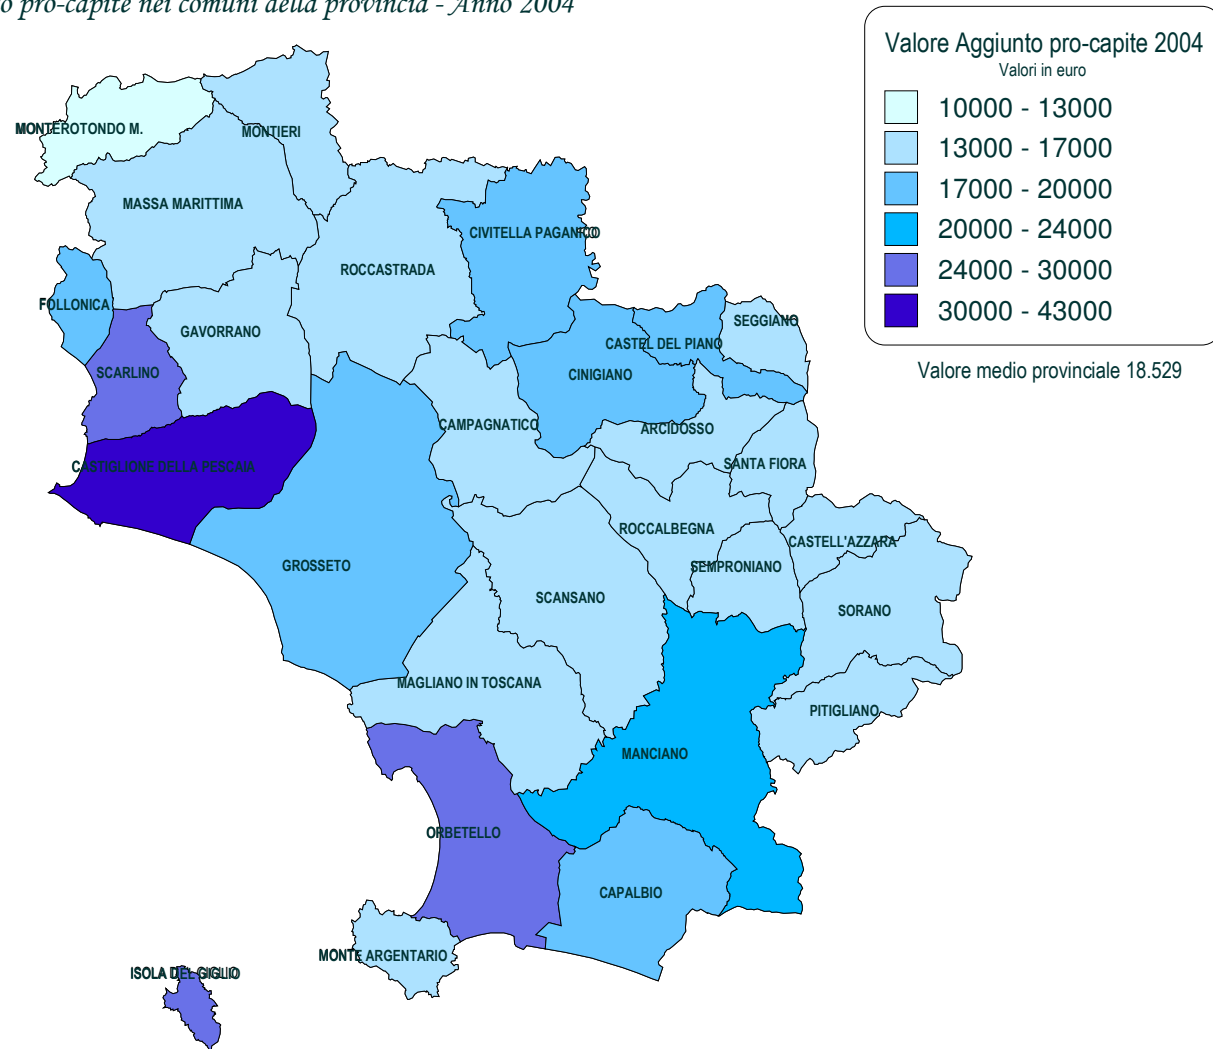 o pro-capite nei comuni della provincia - Anno 2004
Valore Aggiunto pro-capite 2004
Valori in euro
10000 - 13000
13000 - 17000
17000 - 20000
20000 - 24000
24000 - 30000
30000 - 43000
Valore medio provinciale 18.529
MONTEROTONDO M.
MONTIERI
MASSA MARITTIMA
CIVITELLA PAGANICO
ROCCASTRADA
FOLLONICA
GAVORRANO
SEGGIANO
CASTEL DEL PIANO
SCARLINO
CINIGIANO
CAMPAGNATICO
ARCIDOSSO
CASTIGLIONE DELLA PESCAIA
SANTA FIORA
ROCCALBEGNA
CASTELL'AZZARA
GROSSETO
SEMPRONIANO
SCANSANO
SORANO
MAGLIANO IN TOSCANA
PITIGLIANO
MANCIANO
ORBETELLO
CAPALBIO
MONTE ARGENTARIO
ISOLA DEL GIGLIO